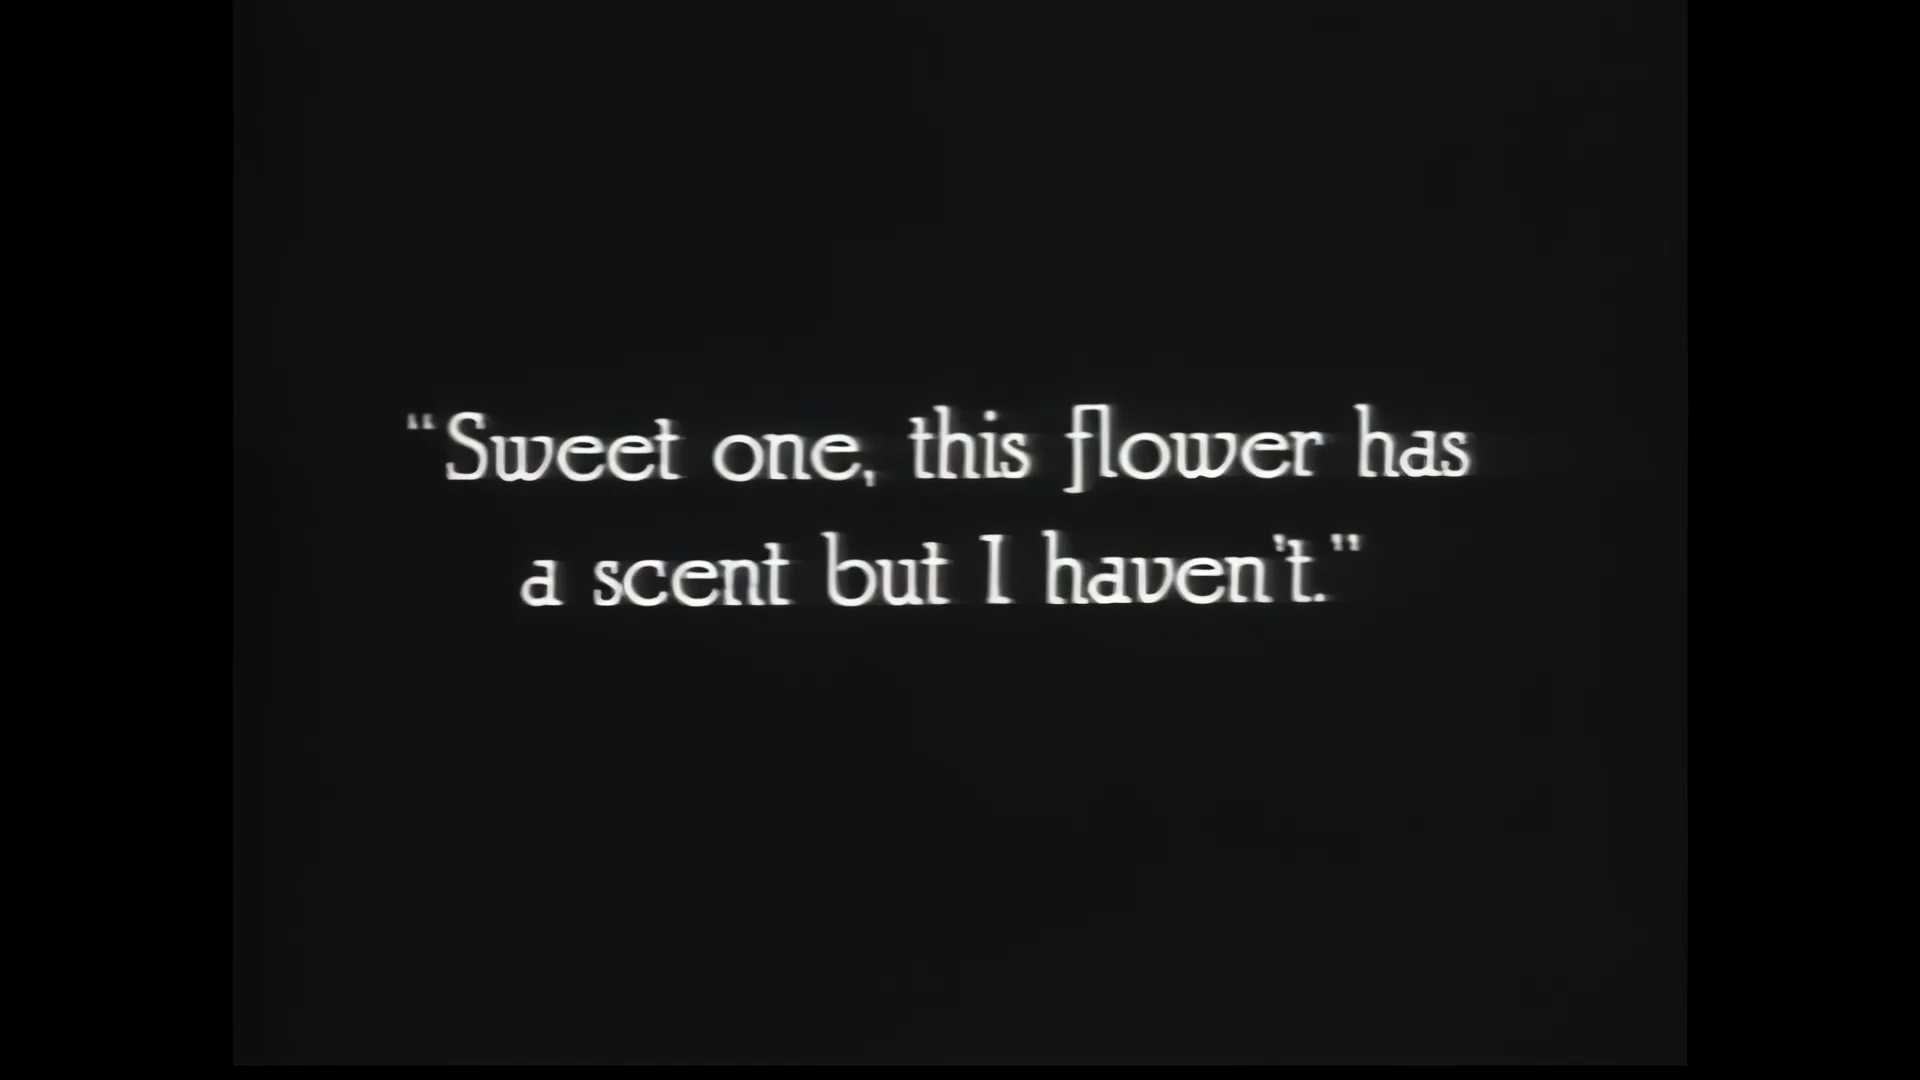 “Sweet one, this flower has
a scent but I haven't.”